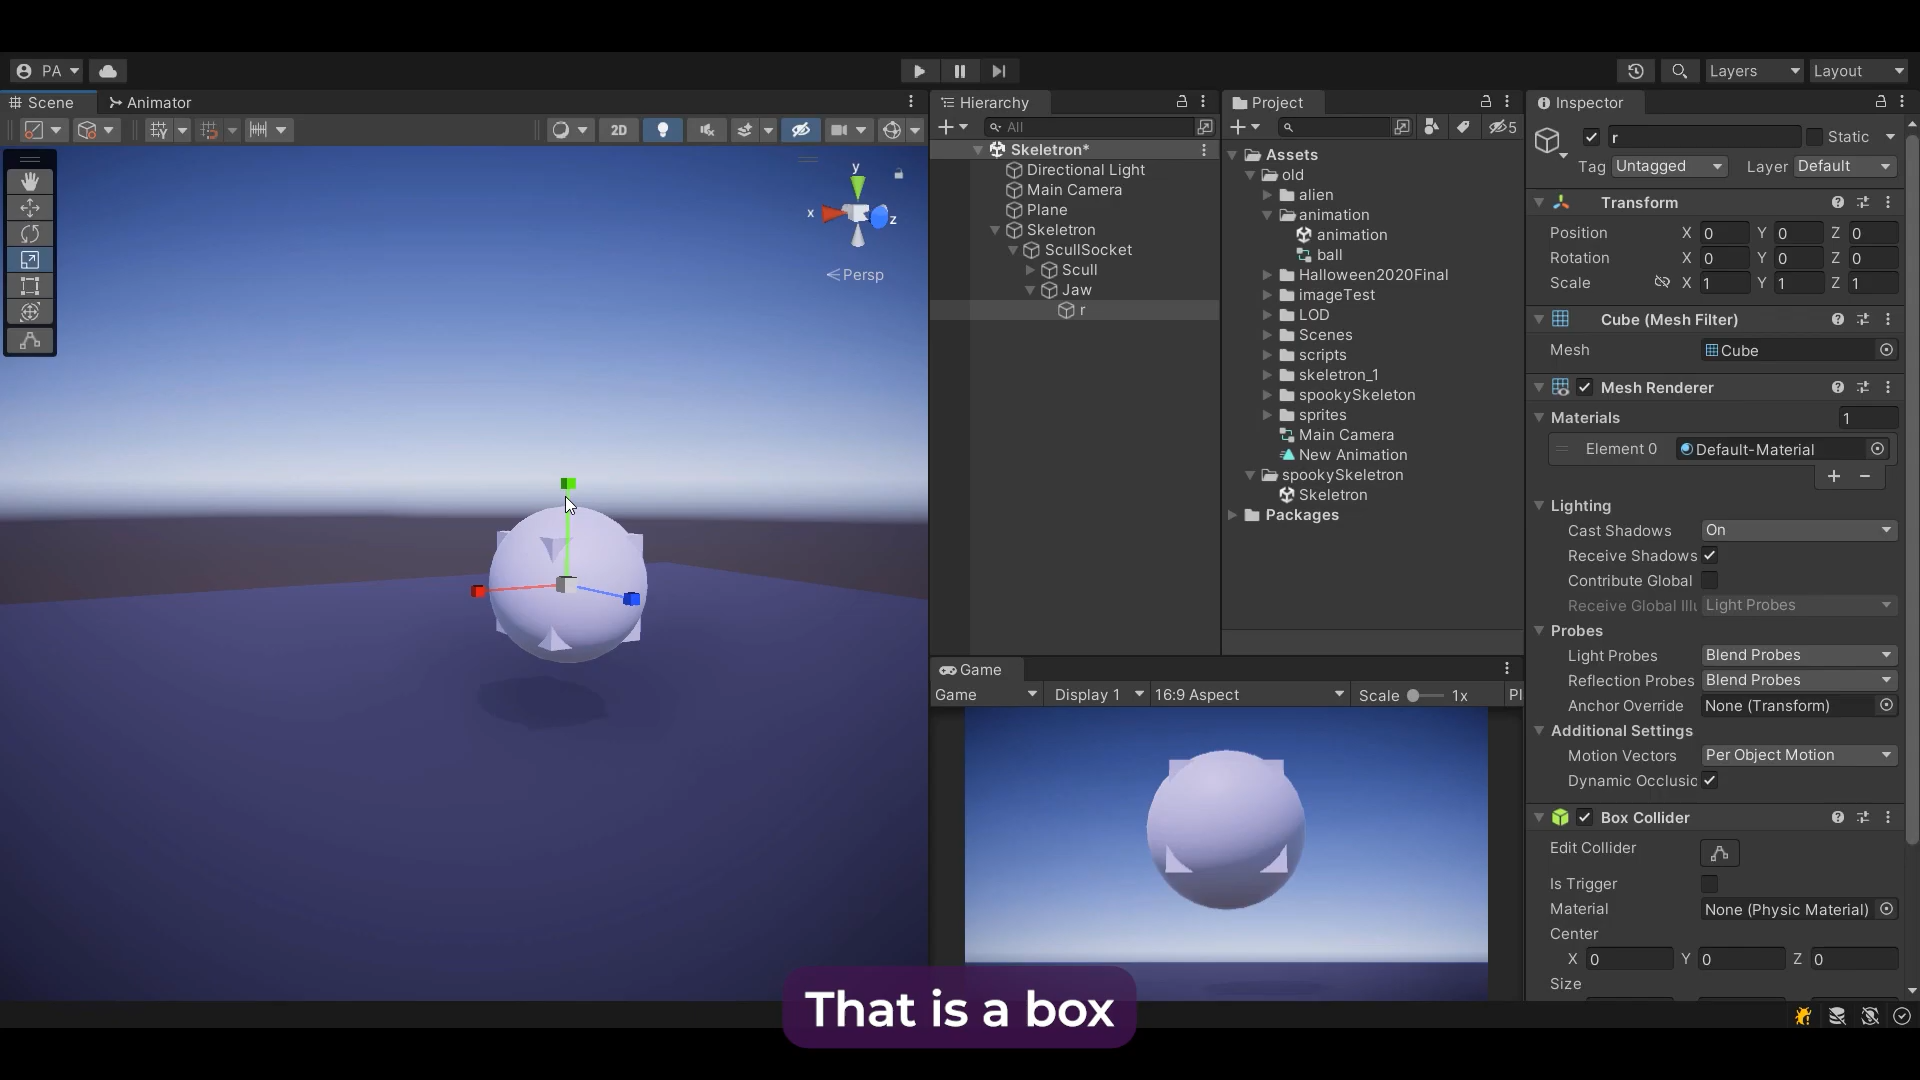 PA
Layers
Layout
Scene
Animator
2D
y
x
z
Persp
Hierarchy
All
Skeletron*
Directional Light
Main Camera
Plane
Skeletron
ScullSocket
Scull
Jaw
r
Project
5
Assets
old
alien
animation
animation
ball
Halloween2020Final
imageTest
LOD
Scenes
scripts
skeletron_1
spookySkeleton
sprites
Main Camera
New Animation
spookySkeletron
Skeletron
Packages
Game
Game
Display 1
16:9 Aspect
Scale
1x
Pl
Inspector
r
Static
Tag
Untagged
Layer
Default
Transform
Position X 0 Y 0 Z 0
Rotation X 0 Y 0 Z 0
Scale X 1 Y 1 Z 1
Cube (Mesh Filter)
Mesh
Cube
Mesh Renderer
Materials
1
Element 0
Default-Material
Lighting
Cast Shadows
On
Receive Shadows
Contribute Global
Receive Global Illu
Light Probes
Probes
Light Probes
Blend Probes
Reflection Probes
Blend Probes
Anchor Override
None (Transform)
Additional Settings
Motion Vectors
Per Object Motion
Dynamic Occlusic
Box Collider
Edit Collider
Is Trigger
Material
None (Physic Material)
Center
X 0 Y 0 Z 0
Size
That is a box